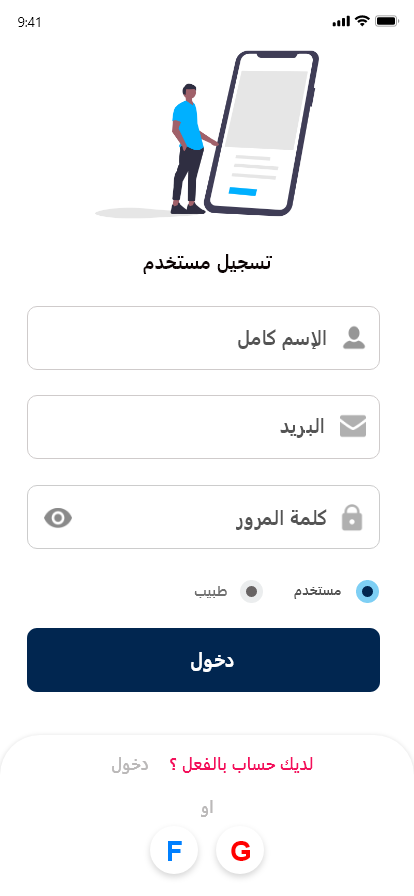 9:41
تسجيل مستخدم
الإسم كامل
البريد
كلمة المرور
مستخدم طبيب
دخول
لديك حساب بالفعل ؟ دخول
او
G F